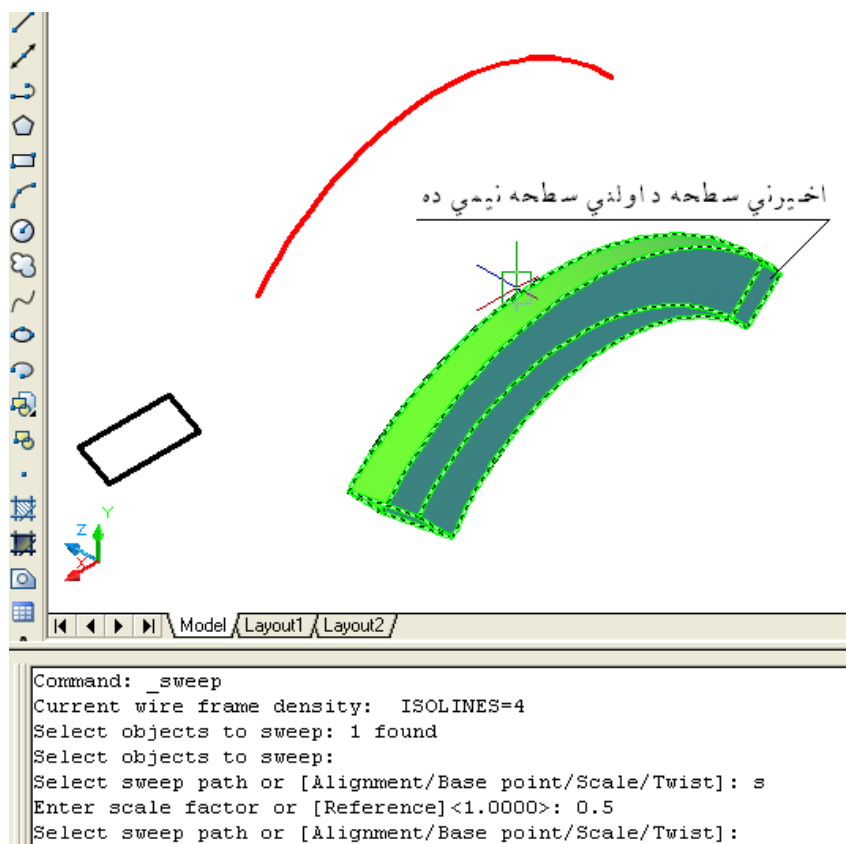 اخيرني سطحه د اولني سطحه نيمي ده
Z
Y
X
Model
Layout1
Layout2
Command: _sweep
Current wire frame density:  ISOLINES=4
Select objects to sweep: 1 found
Select objects to sweep:
Select sweep path or [Alignment/Base point/Scale/Twist]: s
Enter scale factor or [Reference]<1.0000>: 0.5
Select sweep path or [Alignment/Base point/Scale/Twist]: